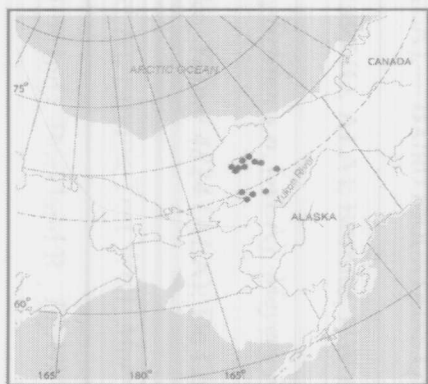 CANADA
ARCTIC OCEAN
75°
Yukon River
ALASKA
60°
165°
180°
165°